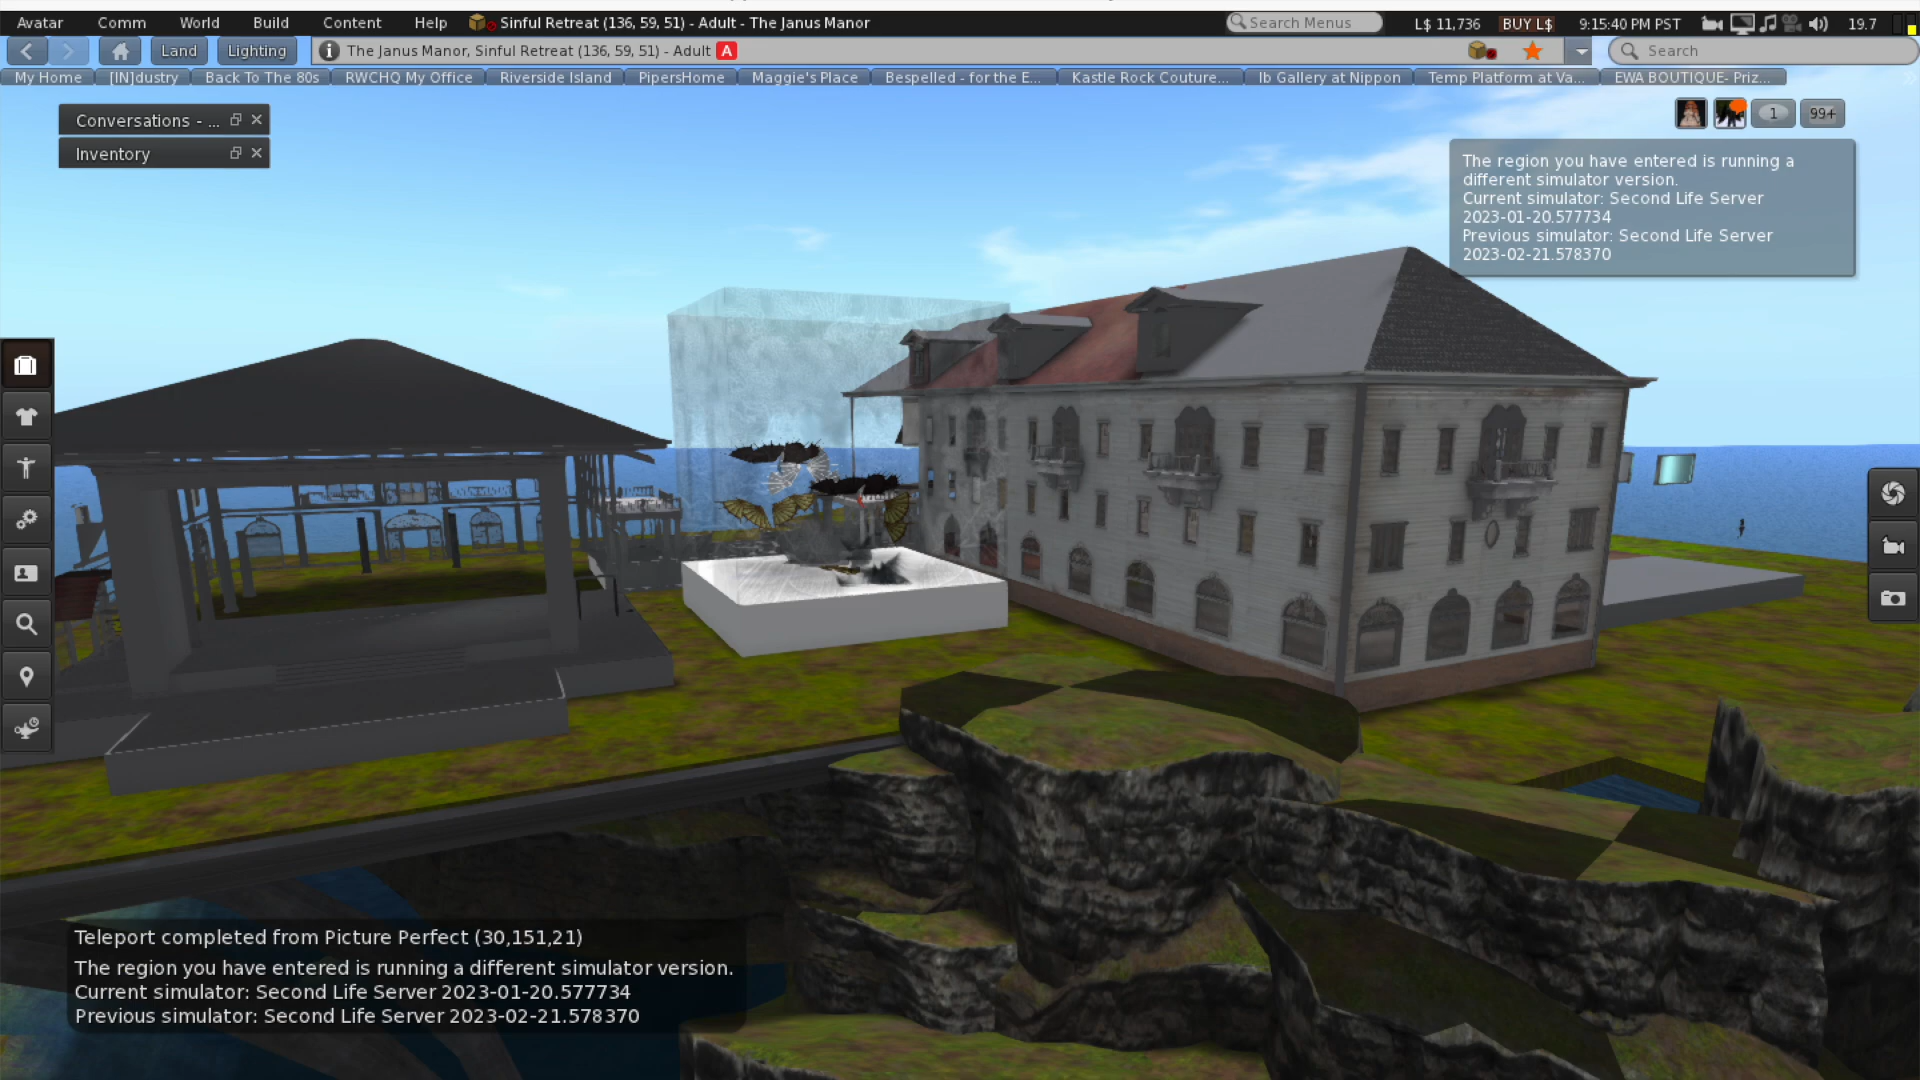 Avatar Comm World Build Content Help Sinful Retreat (136, 59, 51) - Adult - The Janus Manor Search Menus L$ 11,736 BUY L$ 9:15:40 PM PST 19.7
Land Lighting The Janus Manor, Sinful Retreat (136, 59, 51) - Adult A Search
My Home [IN]dustry Back To The 80s RWCHQ My Office Riverside Island PipersHome Maggie's Place Bespelled - for the E... Kastle Rock Couture... Ib Gallery at Nippon Temp Platform at Va... EWA BOUTIQUE- Priz...
Conversations - ...
Inventory
1 99+
The region you have entered is running a
different simulator version.
Current simulator: Second Life Server
2023-01-20.577734
Previous simulator: Second Life Server
2023-02-21.578370
Teleport completed from Picture Perfect (30,151,21)
The region you have entered is running a different simulator version.
Current simulator: Second Life Server 2023-01-20.577734
Previous simulator: Second Life Server 2023-02-21.578370